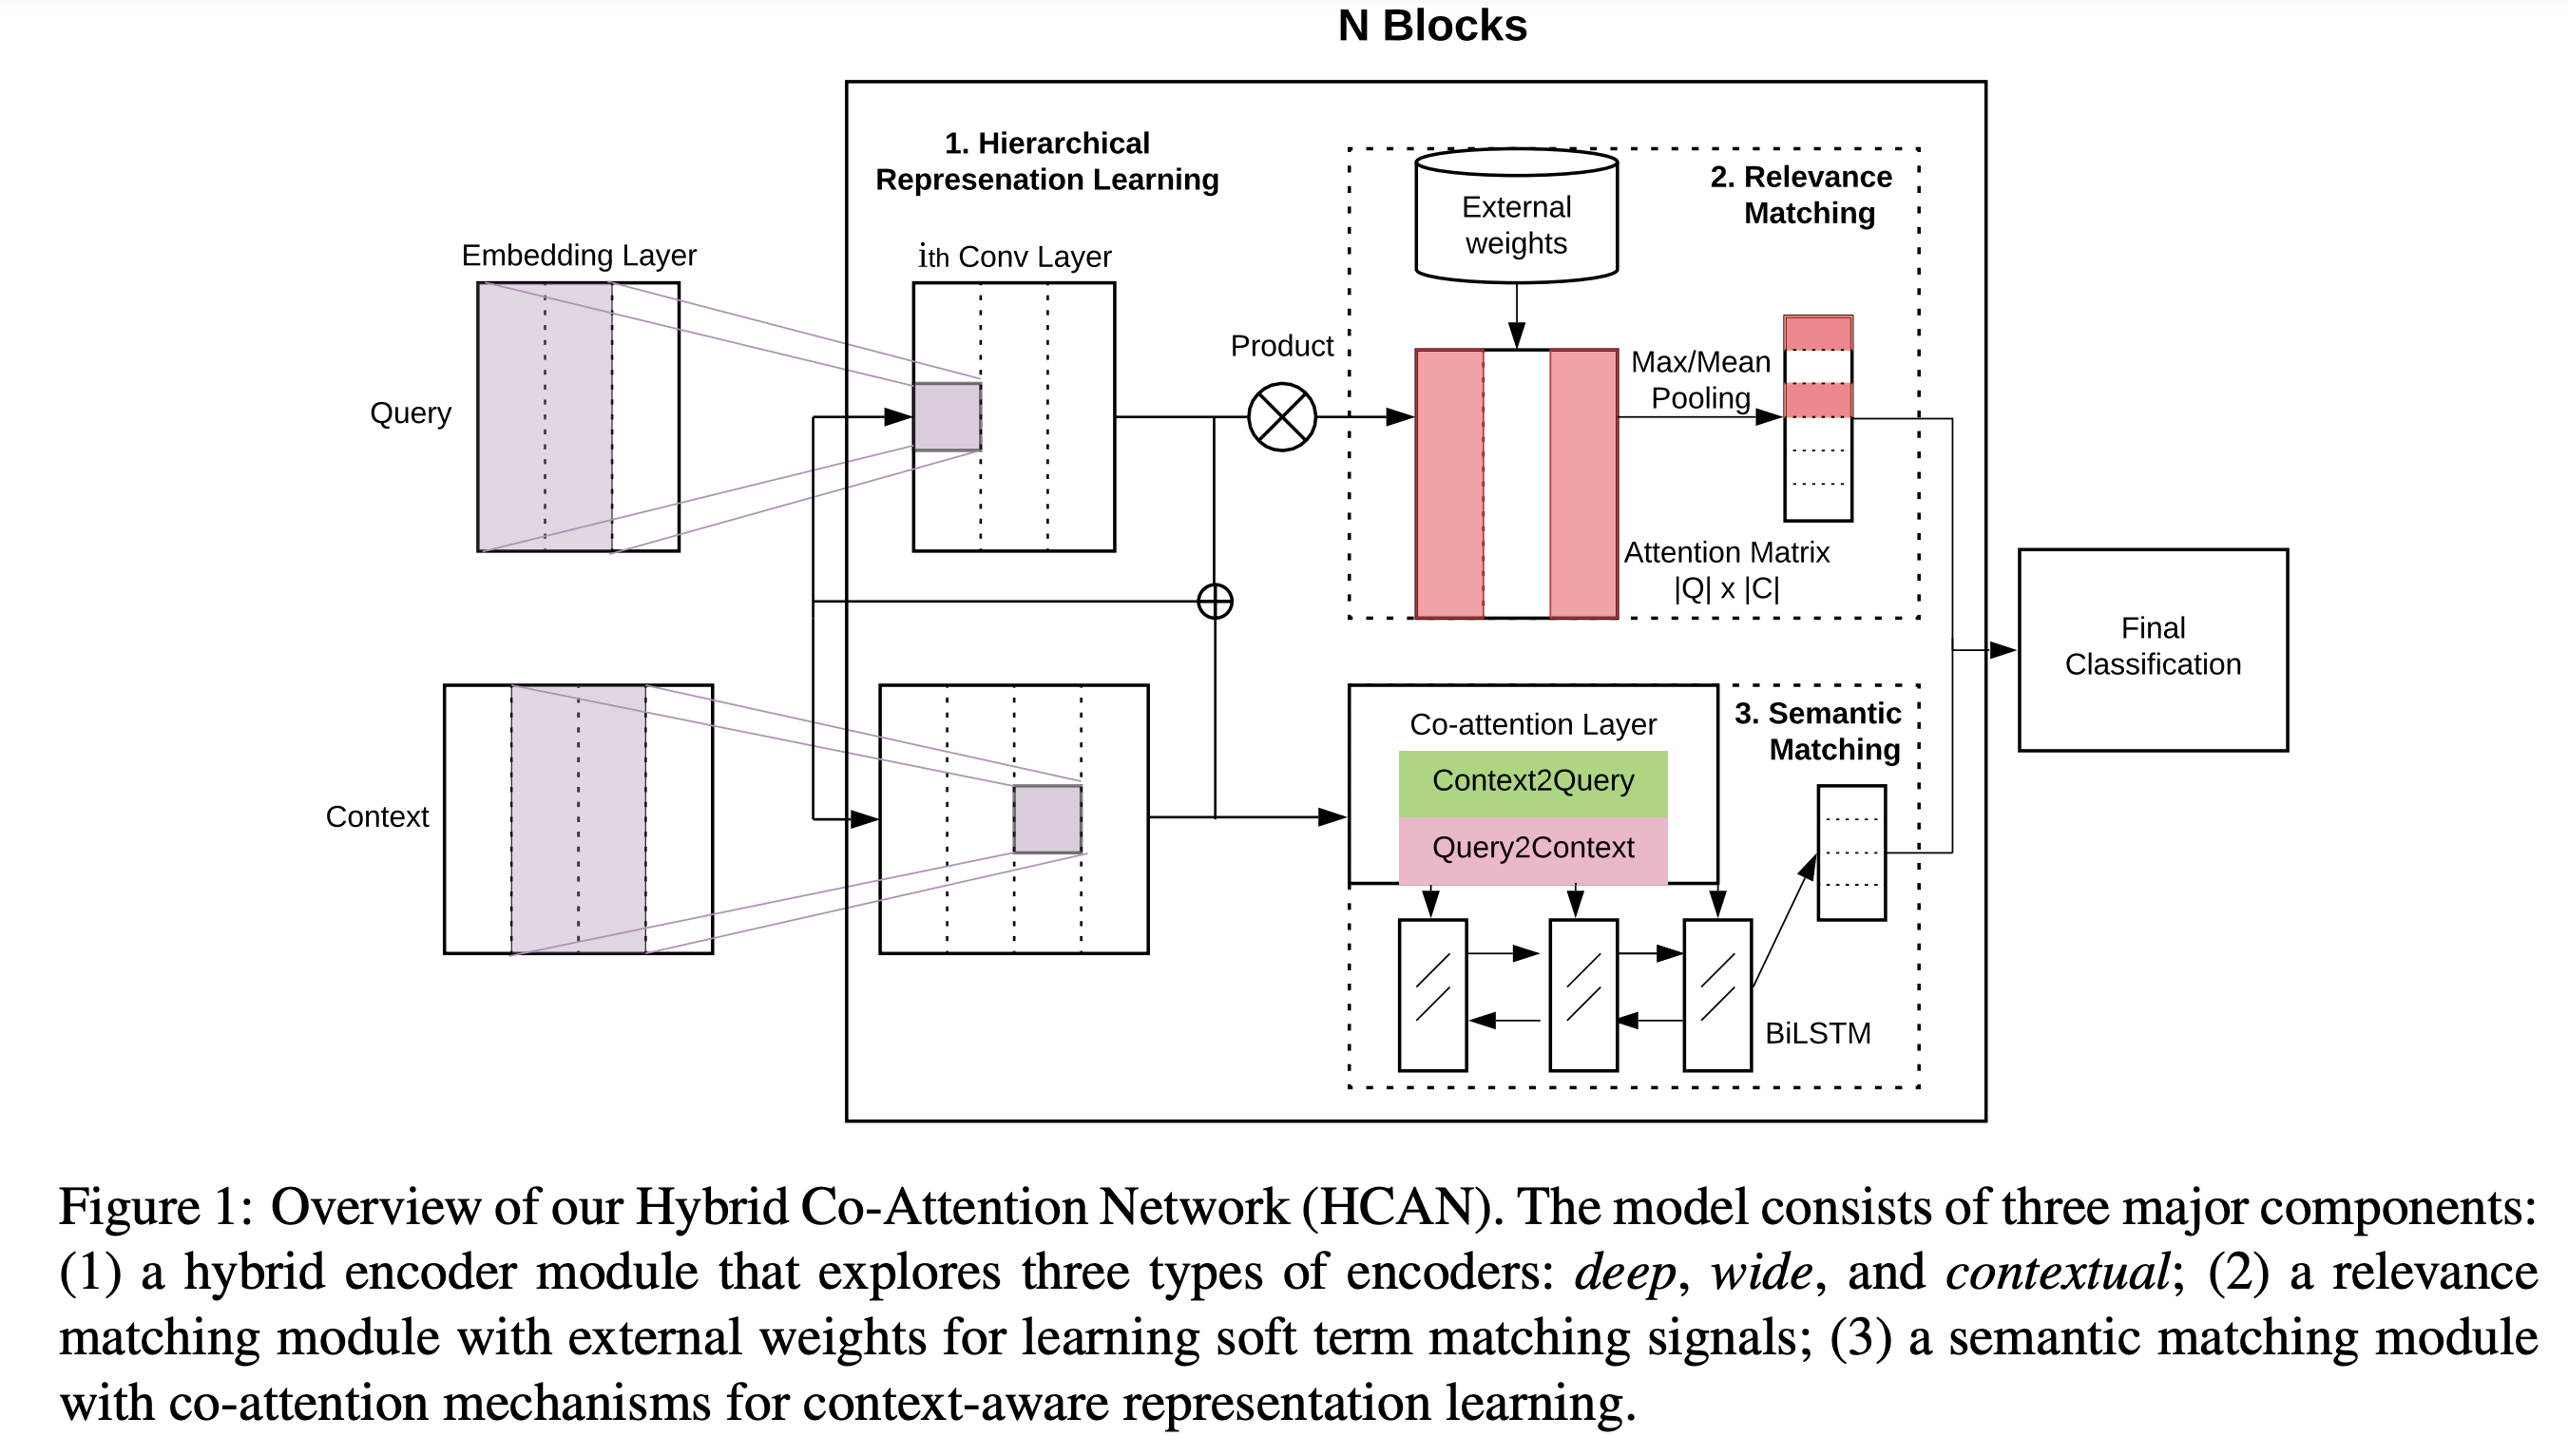 N Blocks
1. Hierarchical
Represenation Learning
2. Relevance
Matching
External
weights
Embedding Layer
ith Conv Layer
Product
Max/Mean
Pooling
Query
Attention Matrix
|Q| x |C|
Final
Classification
Co-attention Layer
3. Semantic
Matching
Context2Query
Context
Query2Context
BiLSTM
Figure 1: Overview of our Hybrid Co-Attention Network (HCAN). The model consists of three major components:
(1) a hybrid encoder module that explores three types of encoders: deep, wide, and contextual; (2) a relevance
matching module with external weights for learning soft term matching signals; (3) a semantic matching module
with co-attention mechanisms for context-aware representation learning.